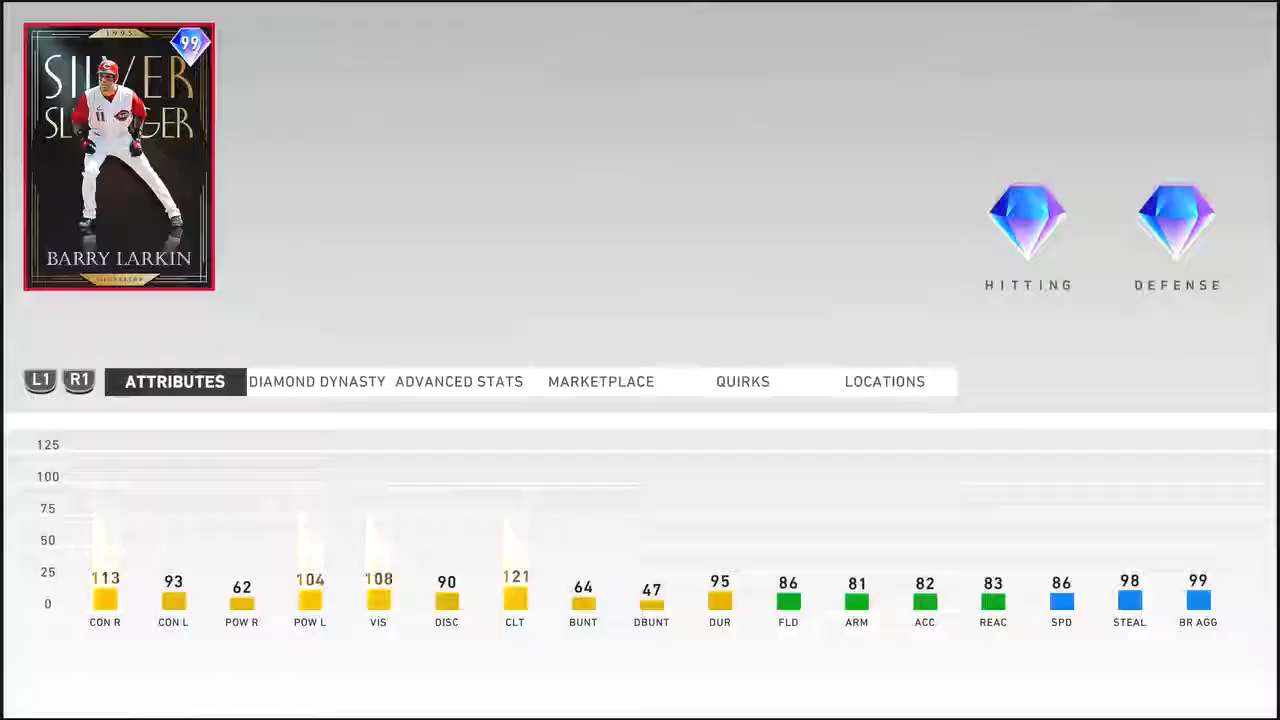 1995
99
SILVER
SLUGGER
11
BARRY LARKIN
HITTING
DEFENSE
L1 R1 ATTRIBUTES DIAMOND DYNASTY ADVANCED STATS MARKETPLACE QUIRKS LOCATIONS
125
100
75
50
25
0
113 93 62 104 108 90 121 64 47 95 86 81 82 83 86 98 99
CON R CON L POW R POW L VIS DISC CLT BUNT DBUNT DUR FLD ARM ACC REAC SPD STEAL BR AGG